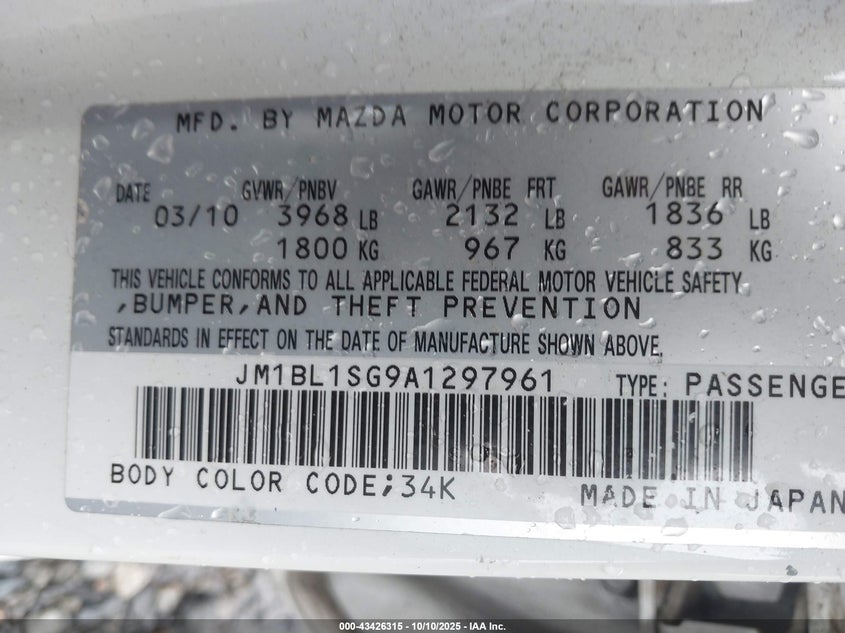 MFD. BY MAZDA MOTOR CORPORATION
DATE GVWR/PNBV GAWR/PNBE FRT GAWR/PNBE RR
03/10 3968 LB 2132 LB 1836 LB
1800 KG 967 KG 833 KG
THIS VEHICLE CONFORMS TO ALL APPLICABLE FEDERAL MOTOR VEHICLE SAFETY
,BUMPER,AND THEFT PREVENTION
STANDARDS IN EFFECT ON THE DATE OF MANUFACTURE SHOWN ABOVE.
JM1BL1SG9A1297961 TYPE: PASSENGE
BODY COLOR CODE;34K MADE IN JAPAN
000-43426315 - 10/10/2025 - IAA Inc.